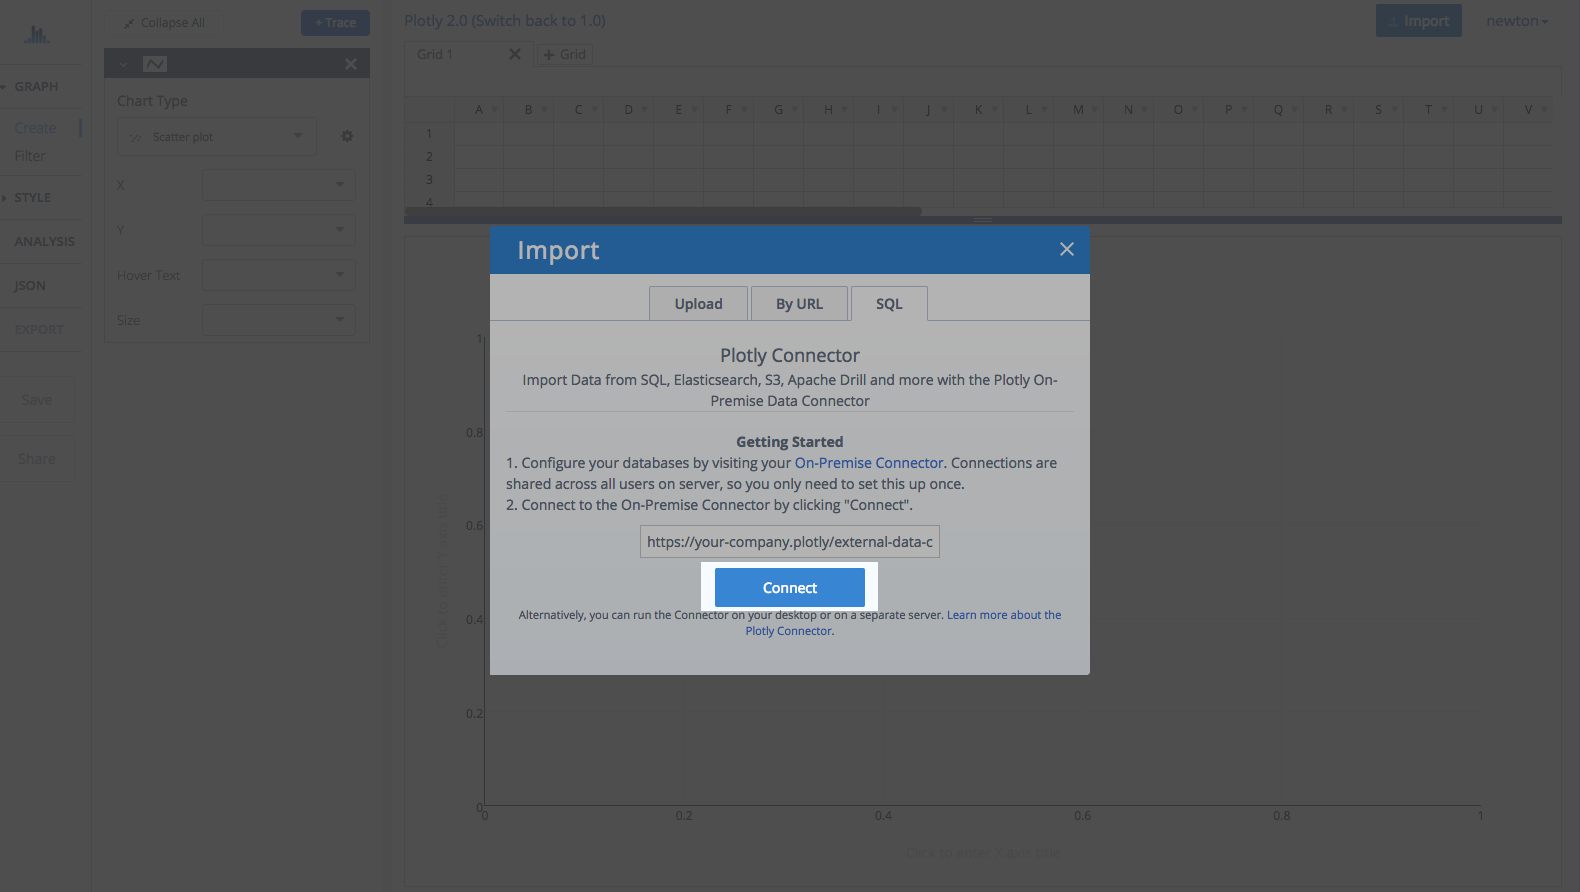 Collapse All
+ Trace
Plotly 2.0 (Switch back to 1.0)
Import
newton
Grid 1
+ Grid
GRAPH
Create
Filter
STYLE
ANALYSIS
JSON
EXPORT
Save
Share
Chart Type
Scatter plot
X
Y
Hover Text
Size
A B C D E F G H I J K L M N O P Q R S T U V
1
2
3
4
Import
Upload
By URL
SQL
Plotly Connector
Import Data from SQL, Elasticsearch, S3, Apache Drill and more with the Plotly On-
Premise Data Connector
Getting Started
1. Configure your databases by visiting your On-Premise Connector. Connections are
shared across all users on server, so you only need to set this up once.
2. Connect to the On-Premise Connector by clicking "Connect".
https://your-company.plotly/external-data-c
Connect
Alternatively, you can run the Connector on your desktop or on a separate server. Learn more about the
Plotly Connector.
1
0.8
0.6
0.4
0.2
0
0 0.2 0.4 0.6 0.8 1
Click to enter Y axis title
Click to enter X axis title